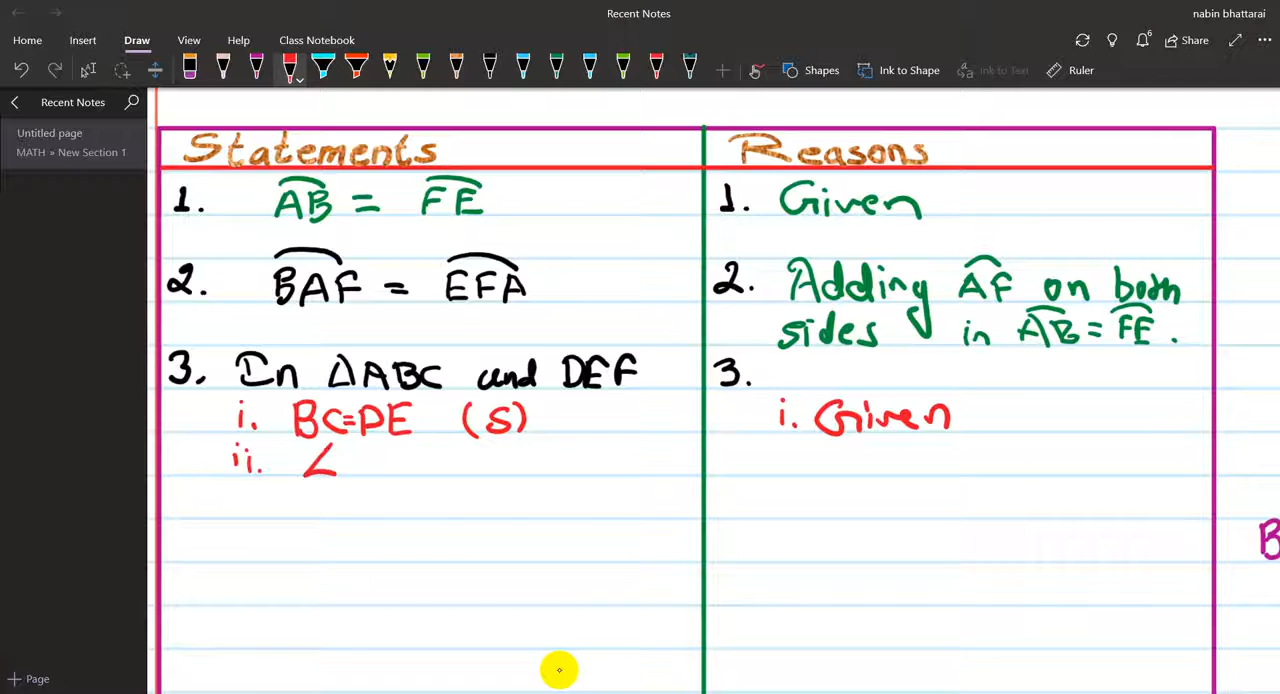 Recent Notes
nabin bhattarai
Home Insert Draw View Help Class Notebook
6
Share
Shapes
Ink to Shape
Ink to Text
Ruler
Recent Notes
Untitled page
MATH » New Section 1
Statements
Reasons
1. AB = FE
1. Given
2. BAF = EFA
2. Adding AF on both
sides in AB = FE.
3. In △ABC and DEF
3.
i. BC=DE (S)
i. Given
ii. ∠
B
Page